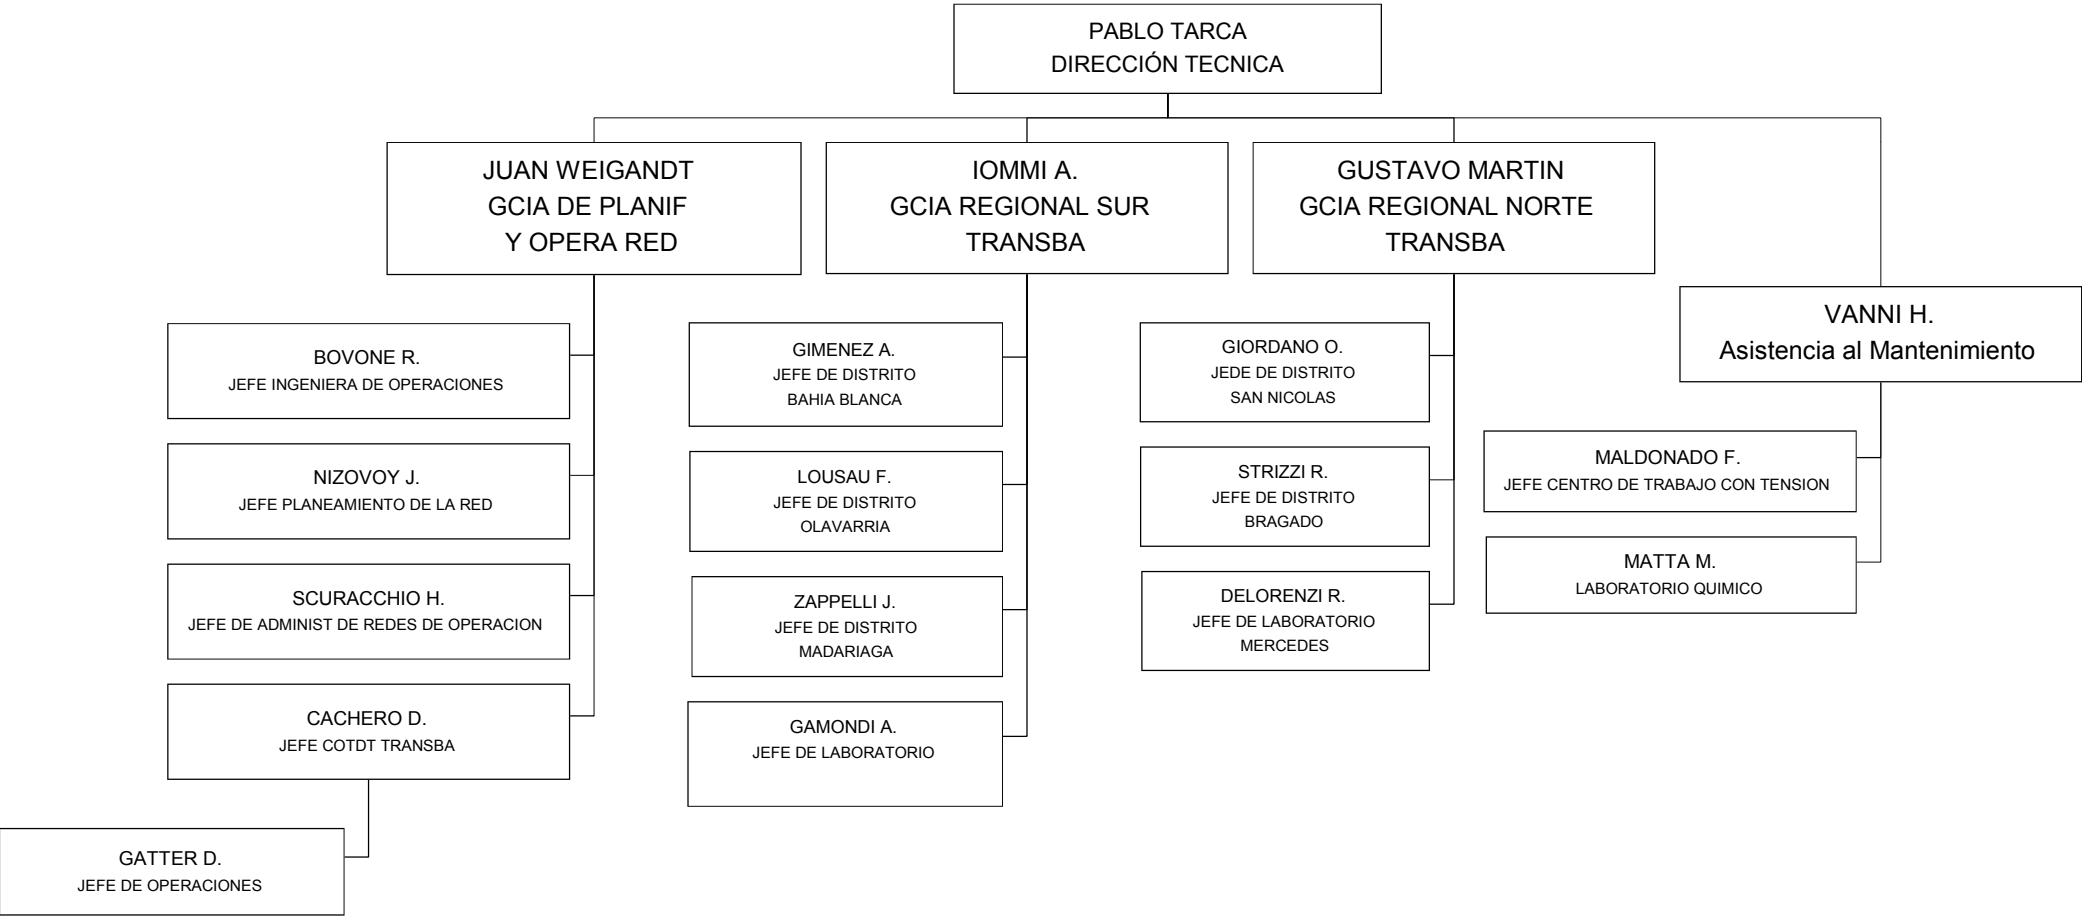 PABLO TARCA
DIRECCIÓN TECNICA
JUAN WEIGANDT
GCIA DE PLANIF
Y OPERA RED
IOMMI A.
GCIA REGIONAL SUR
TRANSBA
GUSTAVO MARTIN
GCIA REGIONAL NORTE
TRANSBA
VANNI H.
Asistencia al Mantenimiento
BOVONE R.
JEFE INGENIERA DE OPERACIONES
NIZOVOY J.
JEFE PLANEAMIENTO DE LA RED
SCURACCHIO H.
JEFE DE ADMINIST DE REDES DE OPERACION
CACHERO D.
JEFE COTDT TRANSBA
GATTER D.
JEFE DE OPERACIONES
GIMENEZ A.
JEFE DE DISTRITO
BAHIA BLANCA
LOUSAU F.
JEFE DE DISTRITO
OLAVARRIA
ZAPPELLI J.
JEFE DE DISTRITO
MADARIAGA
GAMONDI A.
JEFE DE LABORATORIO
GIORDANO O.
JEDE DE DISTRITO
SAN NICOLAS
STRIZZI R.
JEFE DE DISTRITO
BRAGADO
DELORENZI R.
JEFE DE LABORATORIO
MERCEDES
MALDONADO F.
JEFE CENTRO DE TRABAJO CON TENSION
MATTA M.
LABORATORIO QUIMICO